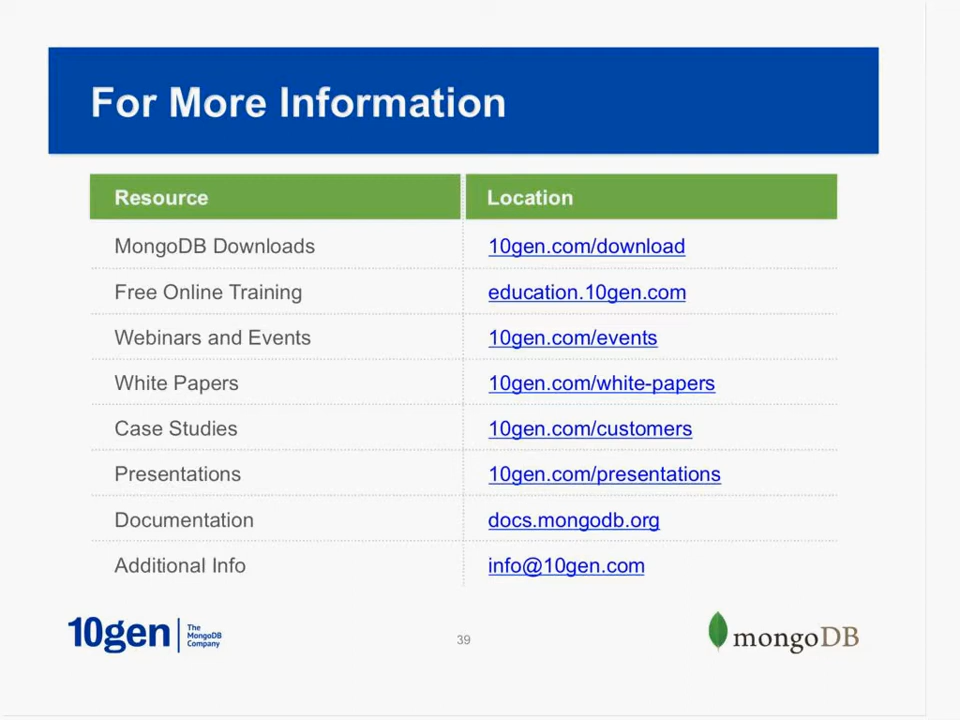 For More Information
Resource Location
MongoDB Downloads 10gen.com/download
Free Online Training education.10gen.com
Webinars and Events 10gen.com/events
White Papers 10gen.com/white-papers
Case Studies 10gen.com/customers
Presentations 10gen.com/presentations
Documentation docs.mongodb.org
Additional Info info@10gen.com
10gen The MongoDB Company
39
mongoDB